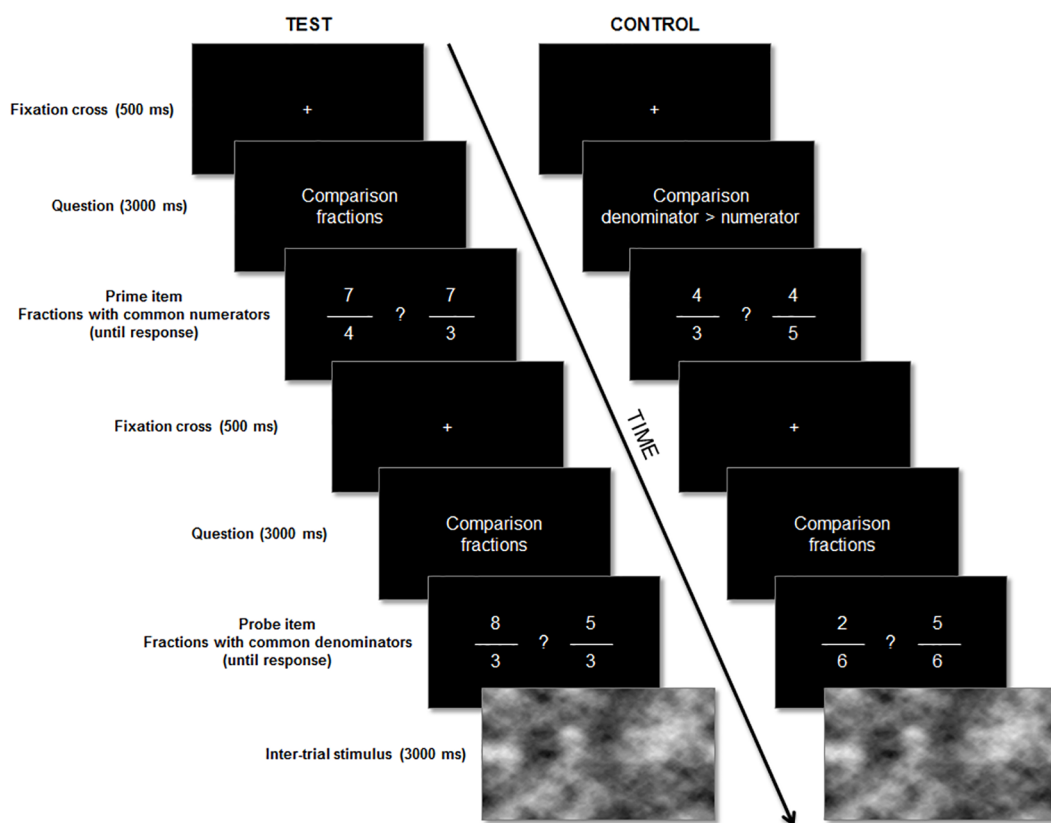 TEST
CONTROL
Fixation cross (500 ms)
+
+
Question (3000 ms)
Comparison
fractions
Comparison
denominator > numerator
Prime item
Fractions with common numerators
(until response)
7 ? 7
4 3
4 ? 4
3 5
Fixation cross (500 ms)
+
+
TIME
Question (3000 ms)
Comparison
fractions
Comparison
fractions
Probe item
Fractions with common denominators
(until response)
8 ? 5
3 3
2 ? 5
6 6
Inter-trial stimulus (3000 ms)